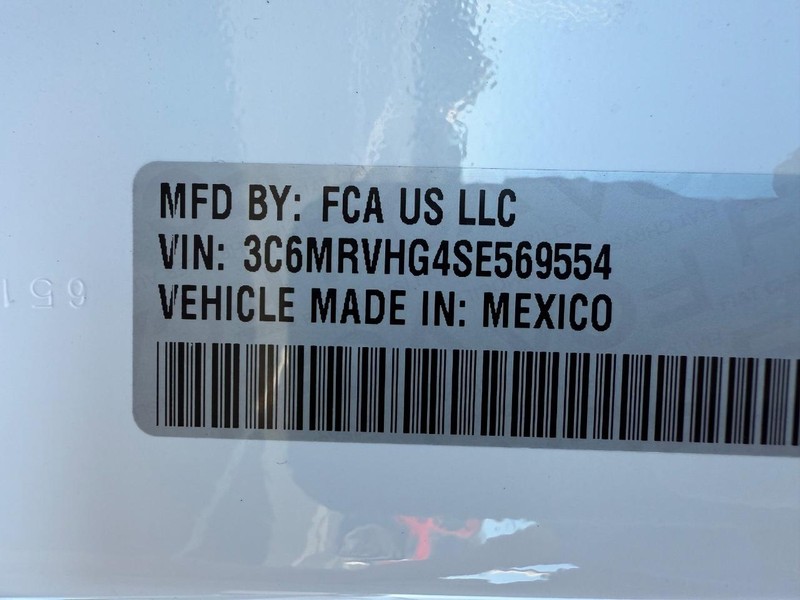 MFD BY: FCA US LLC
VIN: 3C6MRVHG4SE569554
VEHICLE MADE IN: MEXICO